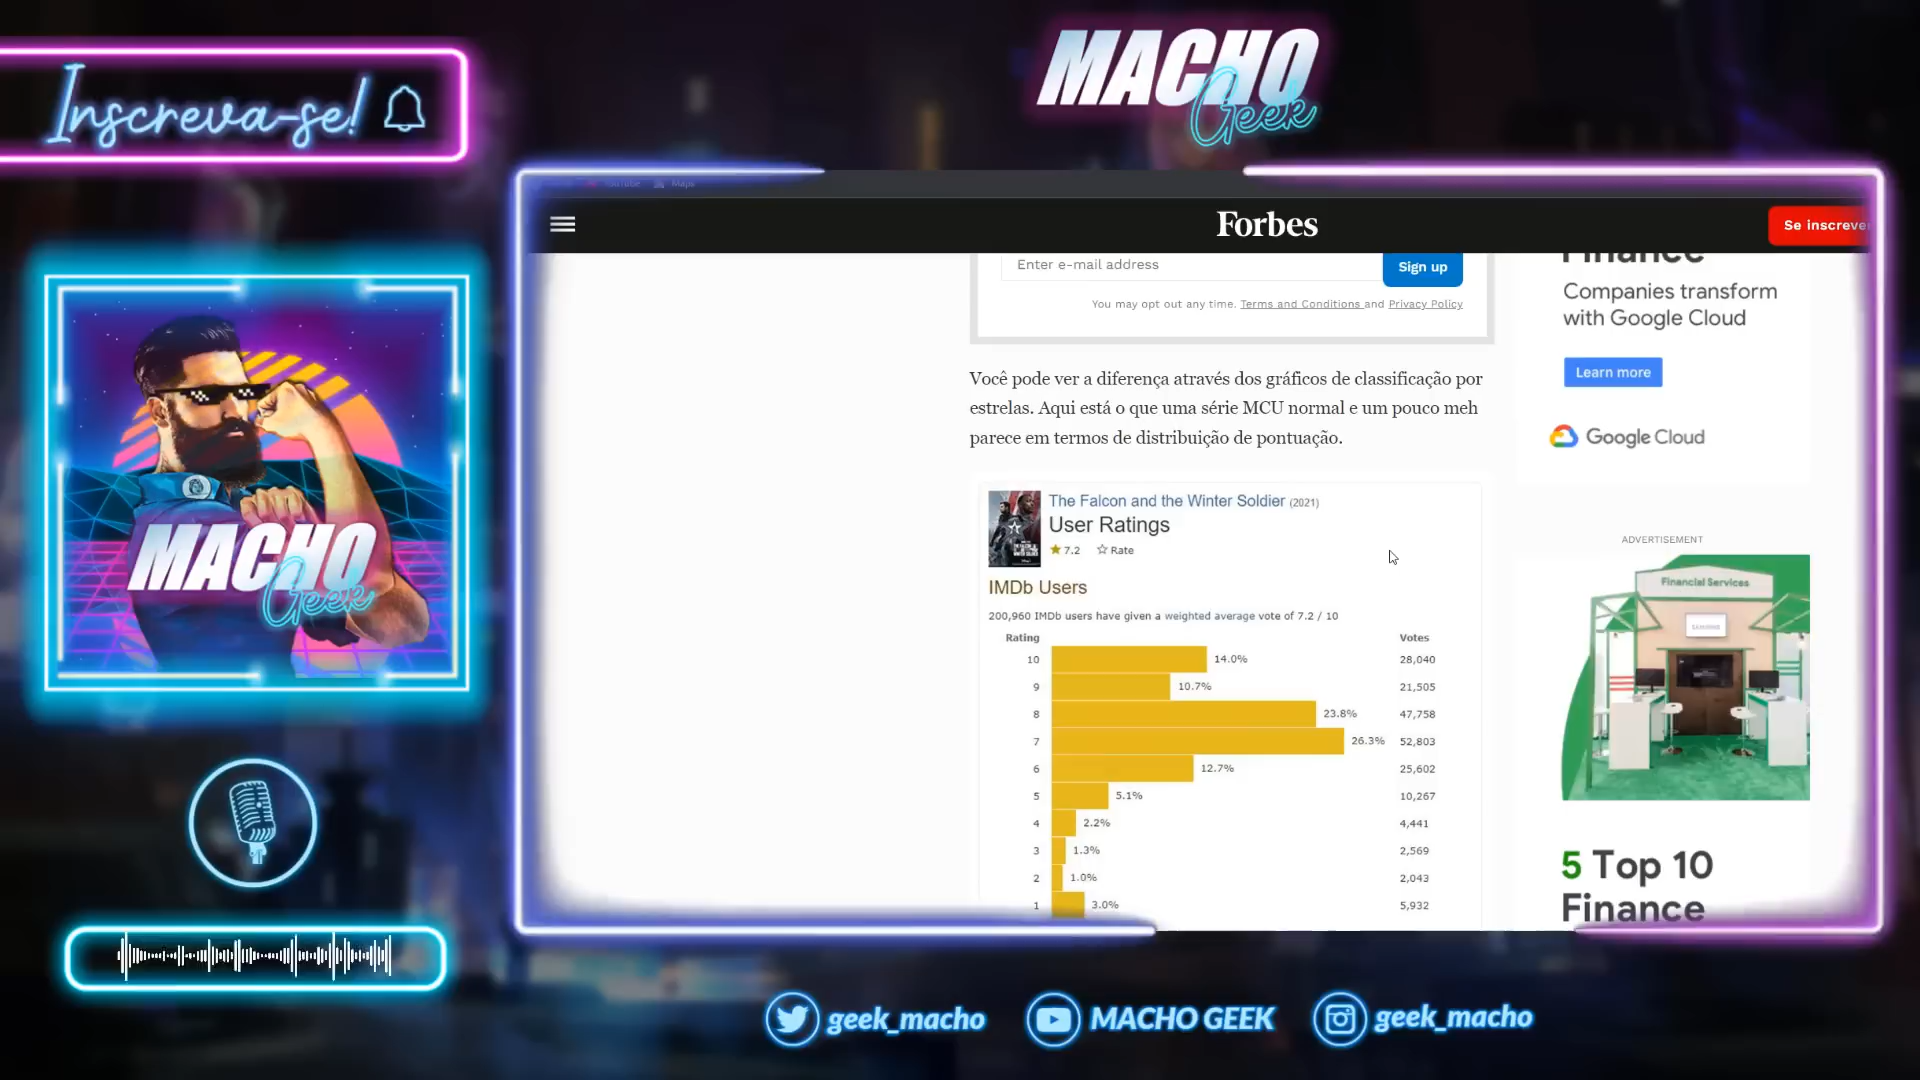 Inscreva-se!
MACHO
Geek
YouTube Maps
Forbes
Se inscrever
Enter e-mail address
Sign up
You may opt out any time. Terms and Conditions and Privacy Policy
Finance
Companies transform
with Google Cloud
Learn more
Google Cloud
Você pode ver a diferença através dos gráficos de classificação por
estrelas. Aqui está o que uma série MCU normal e um pouco meh
parece em termos de distribuição de pontuação.
The Falcon and the Winter Soldier (2021)
User Ratings
7.2 Rate
IMDb Users
200,960 IMDb users have given a weighted average vote of 7.2 / 10
Rating Votes
10 14.0% 28,040
9 10.7% 21,505
8 23.8% 47,758
7 26.3% 52,803
6 12.7% 25,602
5 5.1% 10,267
4 2.2% 4,441
3 1.3% 2,569
2 1.0% 2,043
1 3.0% 5,932
ADVERTISEMENT
Financial Services
5 Top 10
Finance
MACHO
Geek
geek_macho
MACHO GEEK
geek_macho